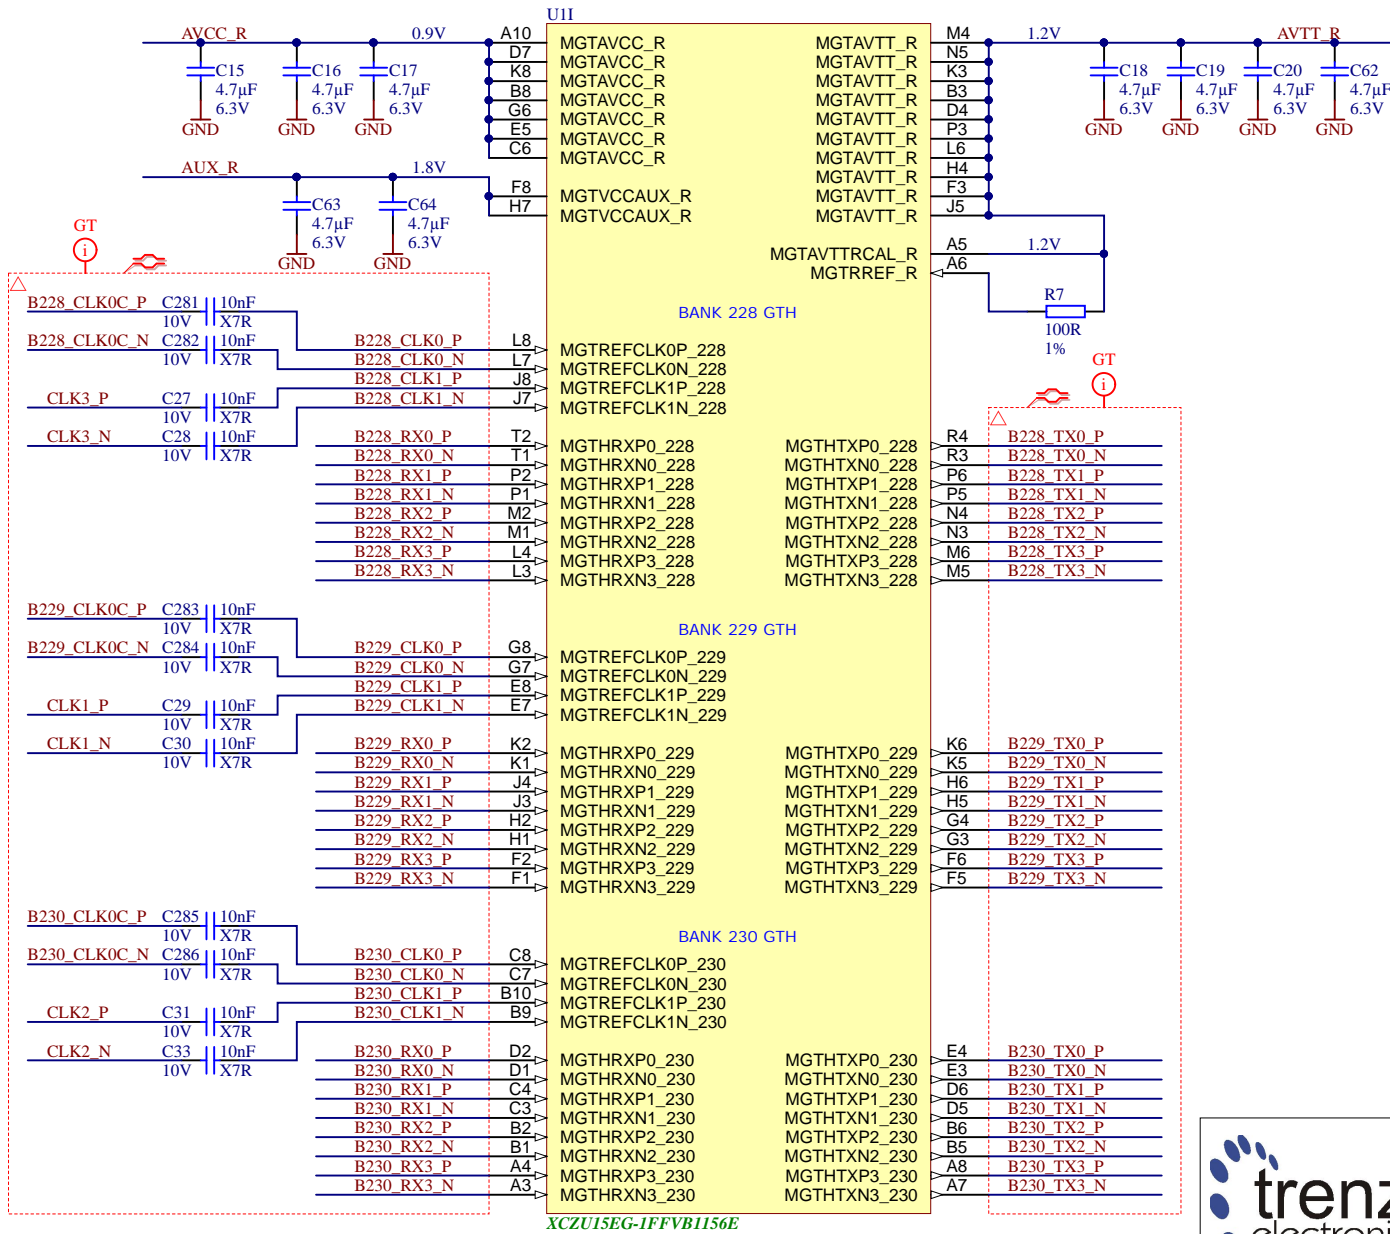 U1I
AVCC_R 0.9V A10 MGTAVCC_R MGTAVTT_R M4 1.2V AVTT_R
D7 MGTAVCC_R MGTAVTT_R N5
K8 MGTAVCC_R MGTAVTT_R K3
B8 MGTAVCC_R MGTAVTT_R B3
G6 MGTAVCC_R MGTAVTT_R D4
E5 MGTAVCC_R MGTAVTT_R P3
C6 MGTAVCC_R MGTAVTT_R L6
MGTAVTT_R H4
C15 4.7µF 6.3V GND
C16 4.7µF 6.3V GND
C17 4.7µF 6.3V GND
C18 4.7µF 6.3V GND
C19 4.7µF 6.3V GND
C20 4.7µF 6.3V GND
C62 4.7µF 6.3V GND
AUX_R 1.8V F8 MGTVCCAUX_R MGTAVTT_R F3
H7 MGTVCCAUX_R MGTAVTT_R J5
C63 4.7µF 6.3V GND
C64 4.7µF 6.3V GND
MGTAVTTRCAL_R A5 1.2V
MGTRREF_R A6
R7
100R
1%
GT
i
GT
i
BANK 228 GTH
B228_CLK0C_P C281 10nF
10V X7R
B228_CLK0C_N C282 10nF
10V X7R
CLK3_P C27 10nF
10V X7R
CLK3_N C28 10nF
10V X7R
B228_CLK0_P L8 MGTREFCLK0P_228
B228_CLK0_N L7 MGTREFCLK0N_228
B228_CLK1_P J8 MGTREFCLK1P_228
B228_CLK1_N J7 MGTREFCLK1N_228
B228_RX0_P T2 MGTHRXP0_228 MGTHTXP0_228 R4 B228_TX0_P
B228_RX0_N T1 MGTHRXN0_228 MGTHTXN0_228 R3 B228_TX0_N
B228_RX1_P P2 MGTHRXP1_228 MGTHTXP1_228 P6 B228_TX1_P
B228_RX1_N P1 MGTHRXN1_228 MGTHTXN1_228 P5 B228_TX1_N
B228_RX2_P M2 MGTHRXP2_228 MGTHTXP2_228 N4 B228_TX2_P
B228_RX2_N M1 MGTHRXN2_228 MGTHTXN2_228 N3 B228_TX2_N
B228_RX3_P L4 MGTHRXP3_228 MGTHTXP3_228 M6 B228_TX3_P
B228_RX3_N L3 MGTHRXN3_228 MGTHTXN3_228 M5 B228_TX3_N
BANK 229 GTH
B229_CLK0C_P C283 10nF
10V X7R
B229_CLK0C_N C284 10nF
10V X7R
CLK1_P C29 10nF
10V X7R
CLK1_N C30 10nF
10V X7R
B229_CLK0_P G8 MGTREFCLK0P_229
B229_CLK0_N G7 MGTREFCLK0N_229
B229_CLK1_P E8 MGTREFCLK1P_229
B229_CLK1_N E7 MGTREFCLK1N_229
B229_RX0_P K2 MGTHRXP0_229 MGTHTXP0_229 K6 B229_TX0_P
B229_RX0_N K1 MGTHRXN0_229 MGTHTXN0_229 K5 B229_TX0_N
B229_RX1_P J4 MGTHRXP1_229 MGTHTXP1_229 H6 B229_TX1_P
B229_RX1_N J3 MGTHRXN1_229 MGTHTXN1_229 H5 B229_TX1_N
B229_RX2_P H2 MGTHRXP2_229 MGTHTXP2_229 G4 B229_TX2_P
B229_RX2_N H1 MGTHRXN2_229 MGTHTXN2_229 G3 B229_TX2_N
B229_RX3_P F2 MGTHRXP3_229 MGTHTXP3_229 F6 B229_TX3_P
B229_RX3_N F1 MGTHRXN3_229 MGTHTXN3_229 F5 B229_TX3_N
BANK 230 GTH
B230_CLK0C_P C285 10nF
10V X7R
B230_CLK0C_N C286 10nF
10V X7R
CLK2_P C31 10nF
10V X7R
CLK2_N C33 10nF
10V X7R
B230_CLK0_P C8 MGTREFCLK0P_230
B230_CLK0_N C7 MGTREFCLK0N_230
B230_CLK1_P B10 MGTREFCLK1P_230
B230_CLK1_N B9 MGTREFCLK1N_230
B230_RX0_P D2 MGTHRXP0_230 MGTHTXP0_230 E4 B230_TX0_P
B230_RX0_N D1 MGTHRXN0_230 MGTHTXN0_230 E3 B230_TX0_N
B230_RX1_P C4 MGTHRXP1_230 MGTHTXP1_230 D6 B230_TX1_P
B230_RX1_N C3 MGTHRXN1_230 MGTHTXN1_230 D5 B230_TX1_N
B230_RX2_P B2 MGTHRXP2_230 MGTHTXP2_230 B6 B230_TX2_P
B230_RX2_N B1 MGTHRXN2_230 MGTHTXN2_230 B5 B230_TX2_N
B230_RX3_P A4 MGTHRXP3_230 MGTHTXP3_230 A8 B230_TX3_P
B230_RX3_N A3 MGTHRXN3_230 MGTHTXN3_230 A7 B230_TX3_N
XCZU15EG-1FFVB1156E
trenz
electroni